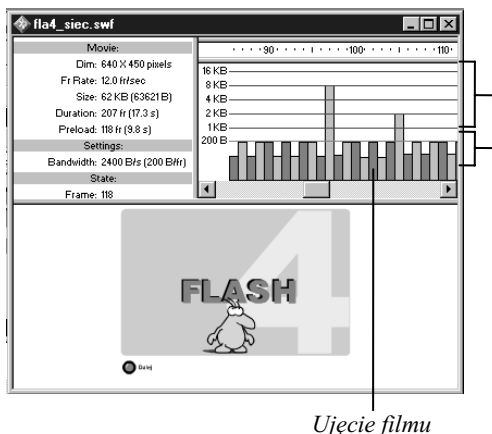 fla4_siec.swf
Movie:
Dim: 640 X 450 pixels
Fr Rate: 12.0 fr/sec
Size: 62 KB (63621 B)
Duration: 207 fr (17.3 s)
Preload: 118 fr (9.8 s)
Settings:
Bandwidth: 2400 B/s (200 B/fr)
State:
Frame: 118
90 100 110
16 KB
8 KB
4 KB
2 KB
1 KB
200 B
4
FLASH
Dalej
Ujęcie filmu